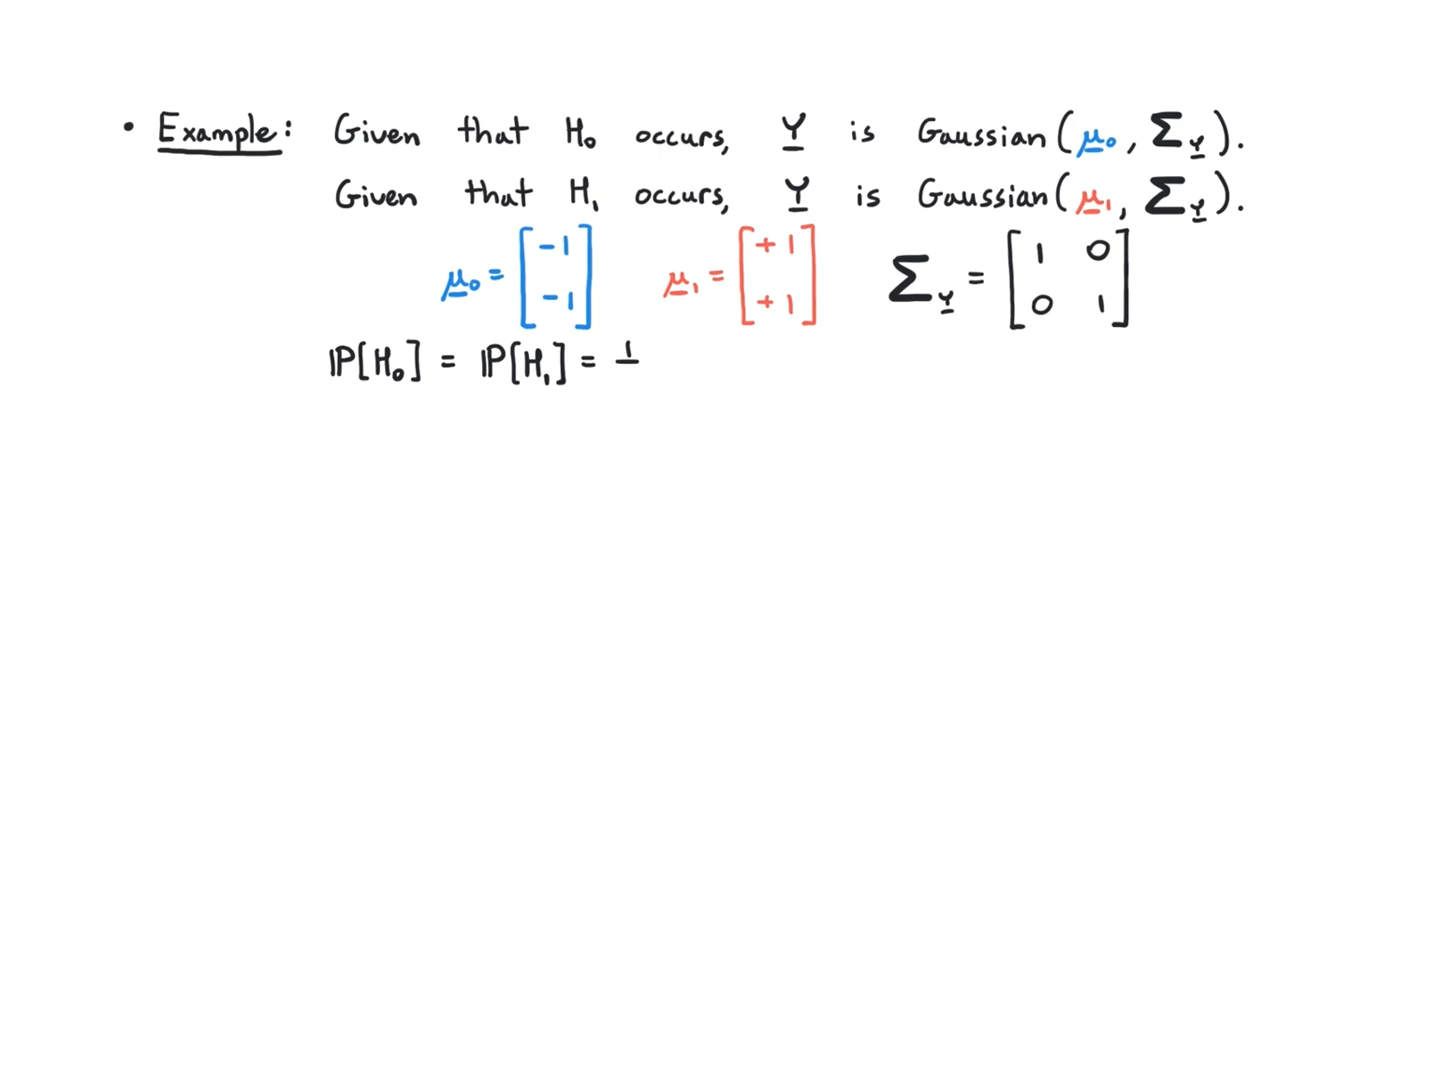 • Example: Given that H₀ occurs, Y is Gaussian(μ₀, Σ_Y).
Given that H₁ occurs, Y is Gaussian(μ₁, Σ_Y).
μ₀ = [-1 -1] μ₁ = [+1 +1] Σ_Y = [1 0 0 1]
ℙ[H₀] = ℙ[H₁] = 1